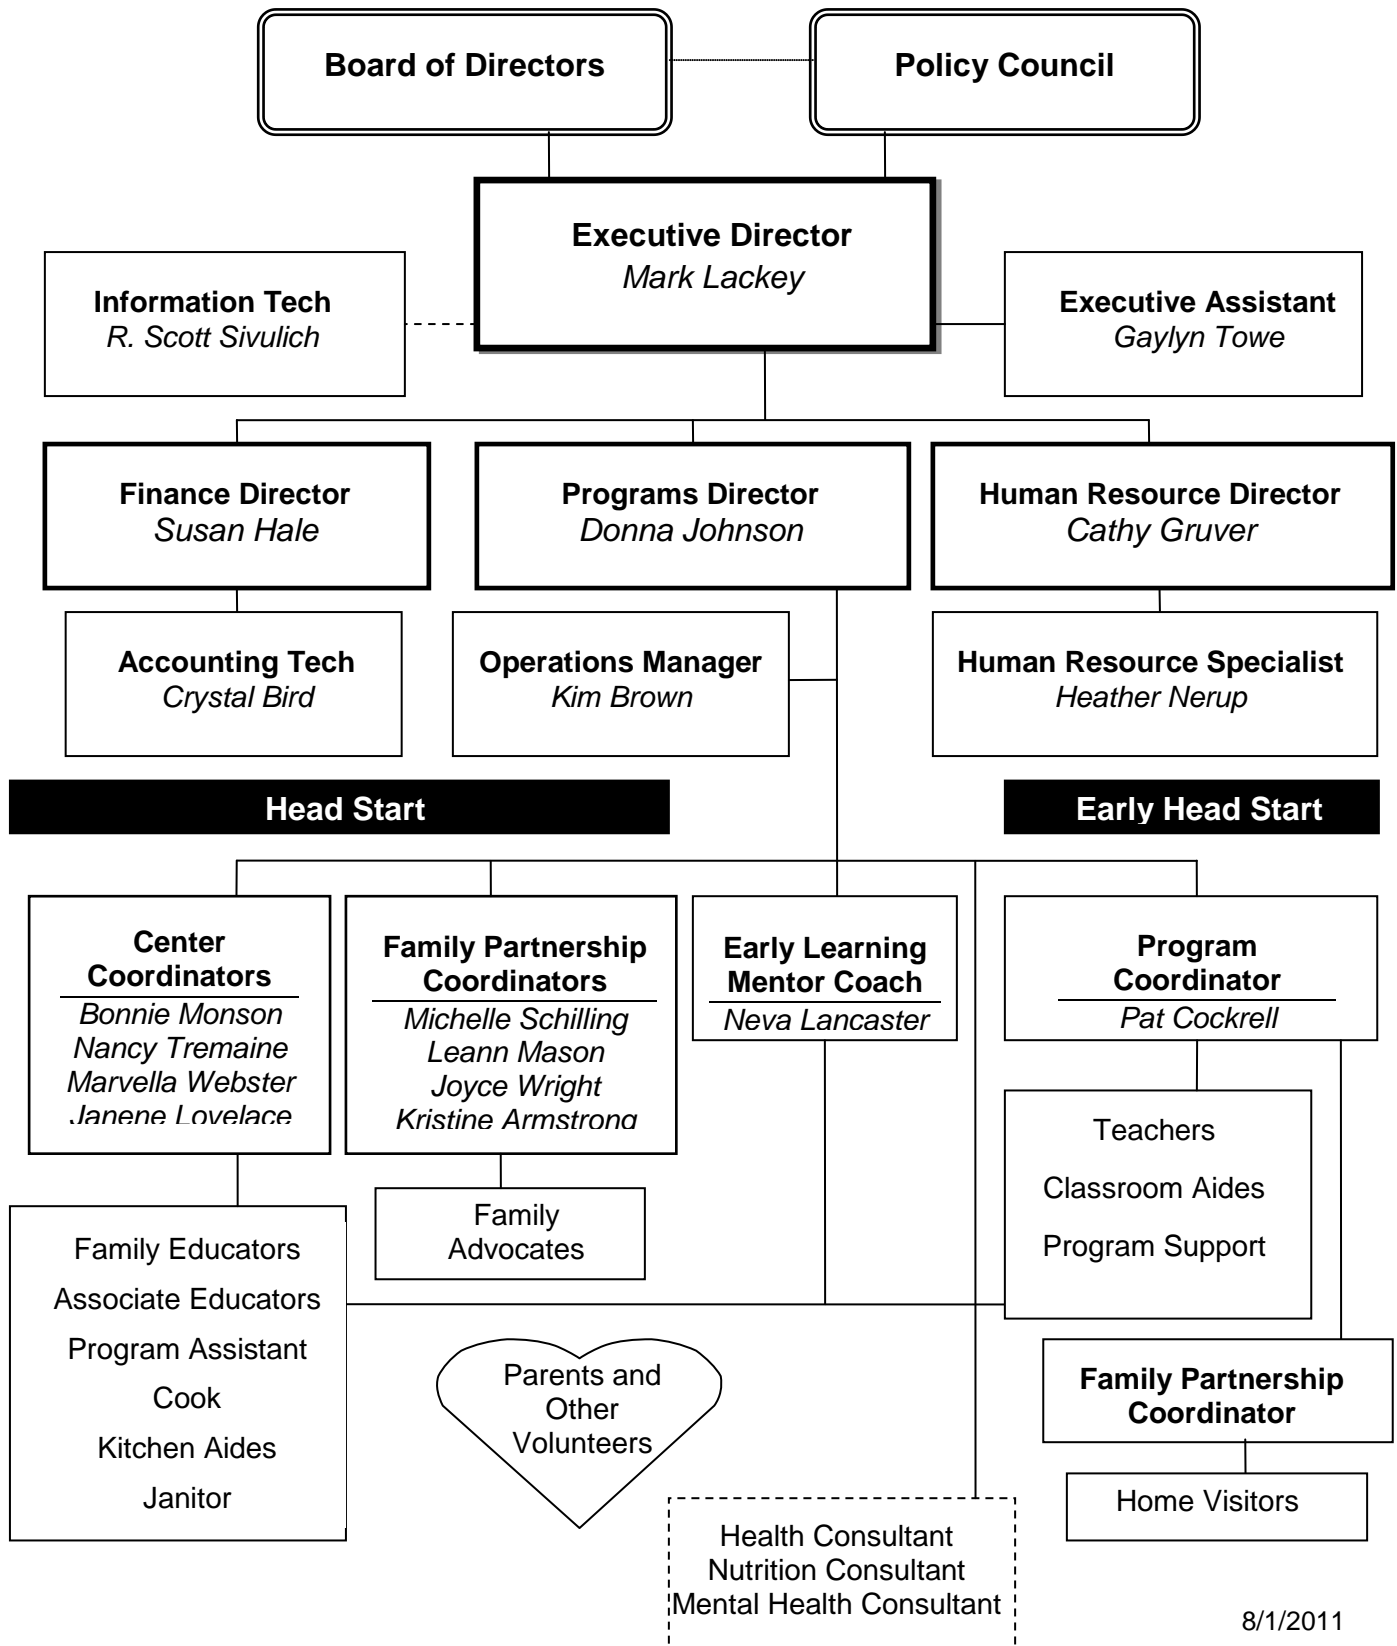 Board of Directors
Policy Council
Executive Director
Mark Lackey
Information Tech
R. Scott Sivulich
Executive Assistant
Gaylyn Towe
Finance Director
Susan Hale
Programs Director
Donna Johnson
Human Resource Director
Cathy Gruver
Accounting Tech
Crystal Bird
Operations Manager
Kim Brown
Human Resource Specialist
Heather Nerup
Head Start
Early Head Start
Center
Coordinators
Bonnie Monson
Nancy Tremaine
Marvella Webster
Janene Lovelace
Family Partnership
Coordinators
Michelle Schilling
Leann Mason
Joyce Wright
Kristine Armstrong
Early Learning
Mentor Coach
Neva Lancaster
Program
Coordinator
Pat Cockrell
Teachers
Classroom Aides
Program Support
Family
Advocates
Family Educators
Associate Educators
Program Assistant
Cook
Kitchen Aides
Janitor
Parents and
Other
Volunteers
Family Partnership
Coordinator
Home Visitors
Health Consultant
Nutrition Consultant
Mental Health Consultant
8/1/2011